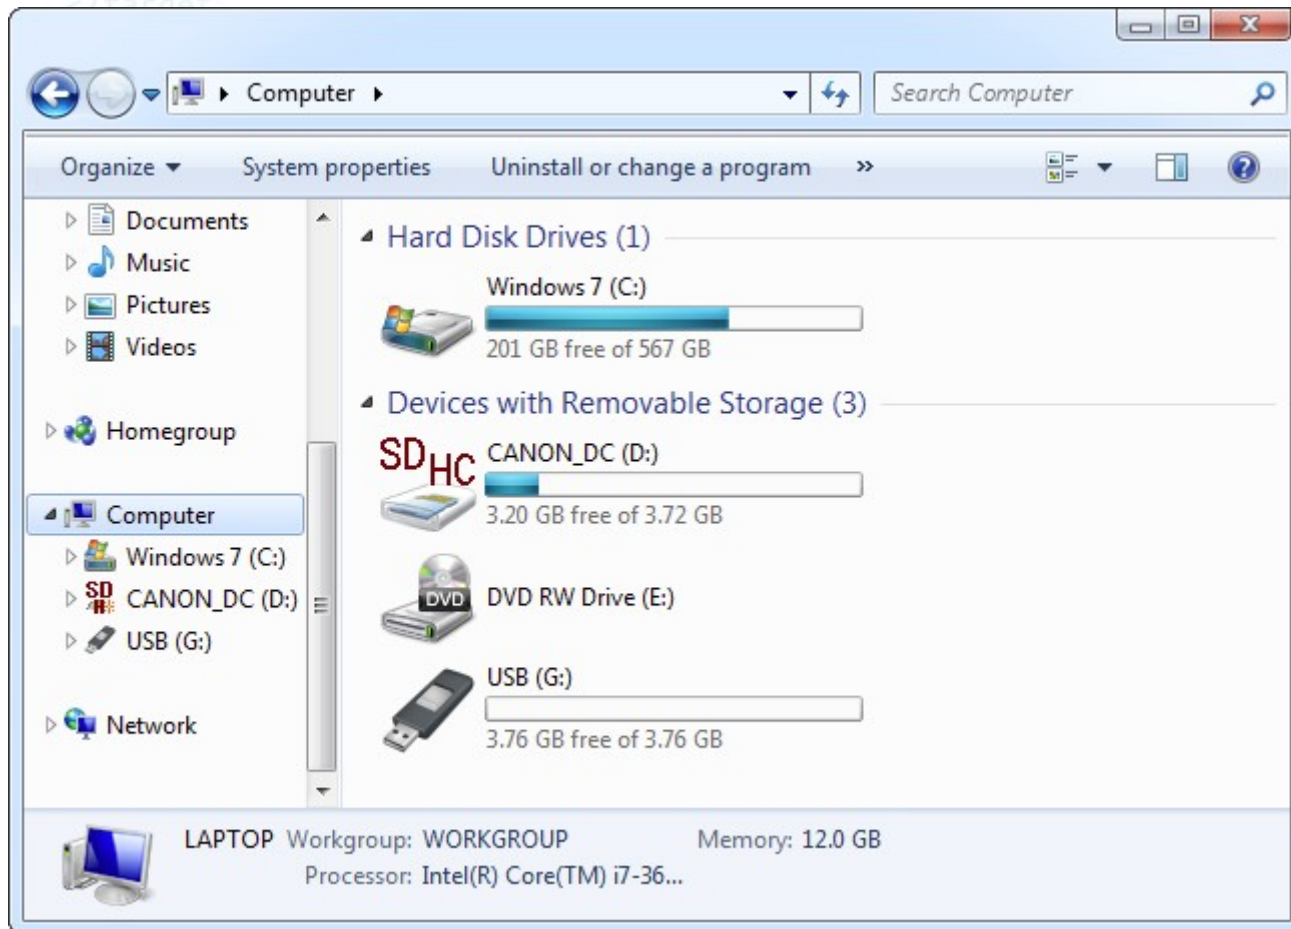 </target
Computer
Search Computer
Organize System properties Uninstall or change a program »
Documents
Music
Pictures
Videos
Homegroup
Computer
Windows 7 (C:)
SD CANON_DC (D:)
USB (G:)
Network
Hard Disk Drives (1)
Windows 7 (C:)
201 GB free of 567 GB
Devices with Removable Storage (3)
SDHC CANON_DC (D:)
3.20 GB free of 3.72 GB
DVD DVD RW Drive (E:)
USB (G:)
3.76 GB free of 3.76 GB
LAPTOP Workgroup: WORKGROUP Memory: 12.0 GB
Processor: Intel(R) Core(TM) i7-36...